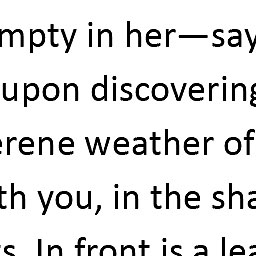 mpty in her—say
upon discovering
erene weather of
th you, in the sha
s. In front is a lea